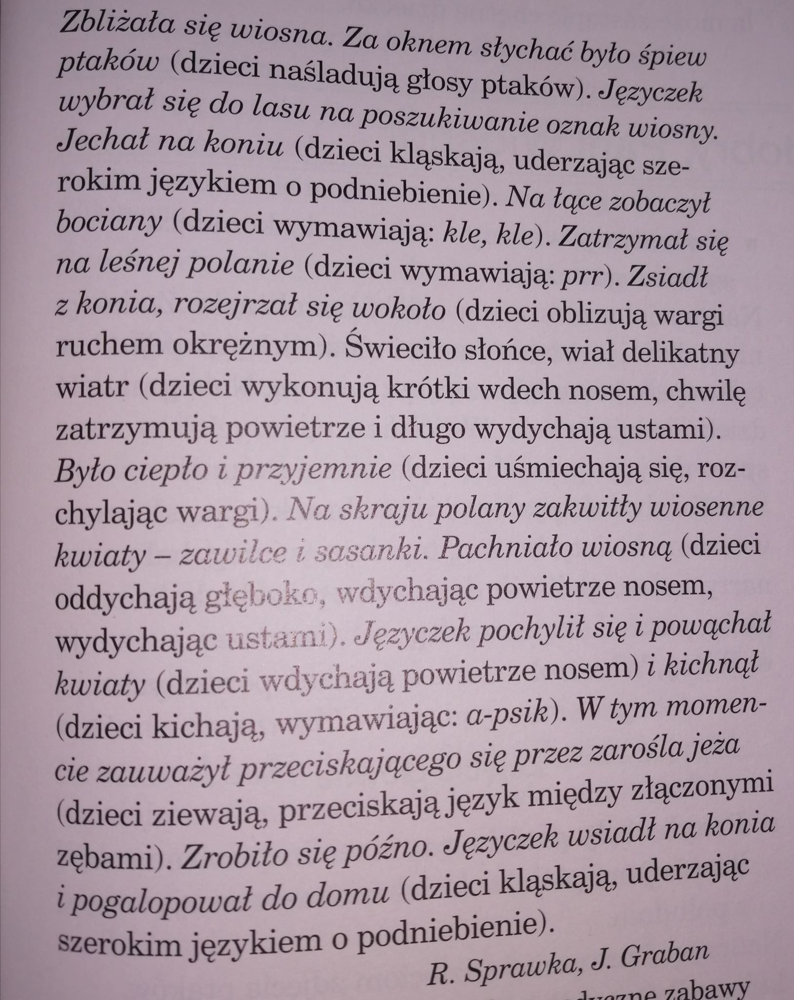 Zbliżała się wiosna. Za oknem słychać było śpiew
ptaków (dzieci naśladują głosy ptaków). Języczek
wybrał się do lasu na poszukiwanie oznak wiosny.
Jechał na koniu (dzieci kląskają, uderzając sze-
rokim językiem o podniebienie). Na łące zobaczył
bociany (dzieci wymawiają: kle, kle). Zatrzymał się
na leśnej polanie (dzieci wymawiają: prr). Zsiadł
z konia, rozejrzał się wokoło (dzieci oblizują wargi
ruchem okrężnym). Świeciło słońce, wiał delikatny
wiatr (dzieci wykonują krótki wdech nosem, chwilę
zatrzymują powietrze i długo wydychają ustami).
Było ciepło i przyjemnie (dzieci uśmiechają się, roz-
chylając wargi). Na skraju polany zakwitły wiosenne
kwiaty – zawilce i sasanki. Pachniało wiosną (dzieci
oddychają głęboko, wdychając powietrze nosem,
wydychając ustami). Języczek pochylił się i powąchał
kwiaty (dzieci wdychają powietrze nosem) i kichnął
(dzieci kichają, wymawiając: a-psik). W tym momen-
cie zauważył przeciskającego się przez zarośla jeża
(dzieci ziewają, przeciskają język między złączonymi
zębami). Zrobiło się późno. Języczek wsiadł na konia
i pogalopował do domu (dzieci kląskają, uderzając
szerokim językiem o podniebienie).
R. Sprawka, J. Graban
zabawy